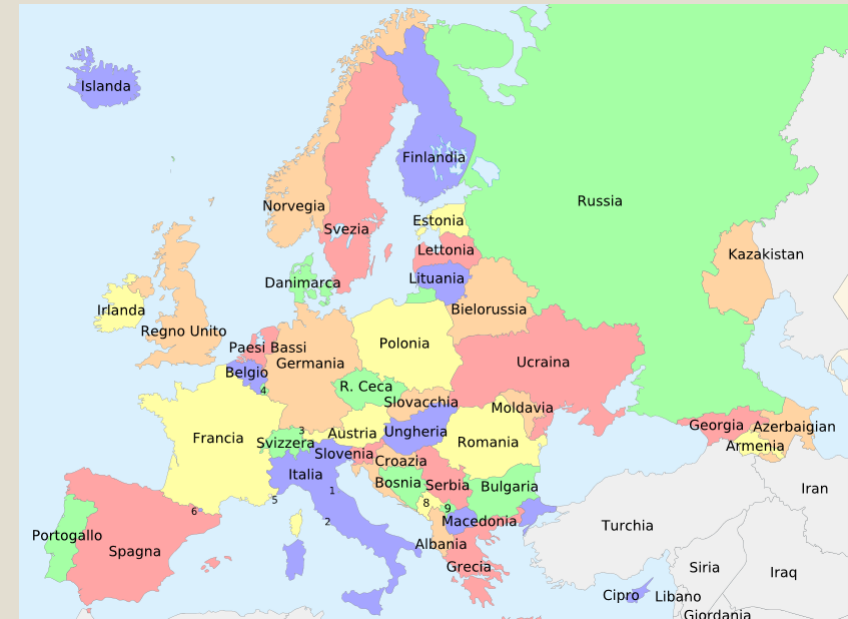 Islanda
Finlandia
Russia
Norvegia
Estonia
Svezia
Lettonia
Kazakistan
Lituania
Danimarca
Irlanda
Bielorussia
Regno Unito
Paesi Bassi
Polonia
Germania
Ucraina
Belgio
4
R. Ceca
Slovacchia
Moldavia
Georgia
Azerbaigian
3
Austria
Ungheria
Francia
Svizzera
Romania
Armenia
Slovenia
Croazia
Italia
Bosnia
Serbia
Bulgaria
Iran
1
5
8
9
6
2
Macedonia
Turchia
Portogallo
Spagna
Albania
Grecia
Siria
Iraq
Cipro
Libano
Giordania